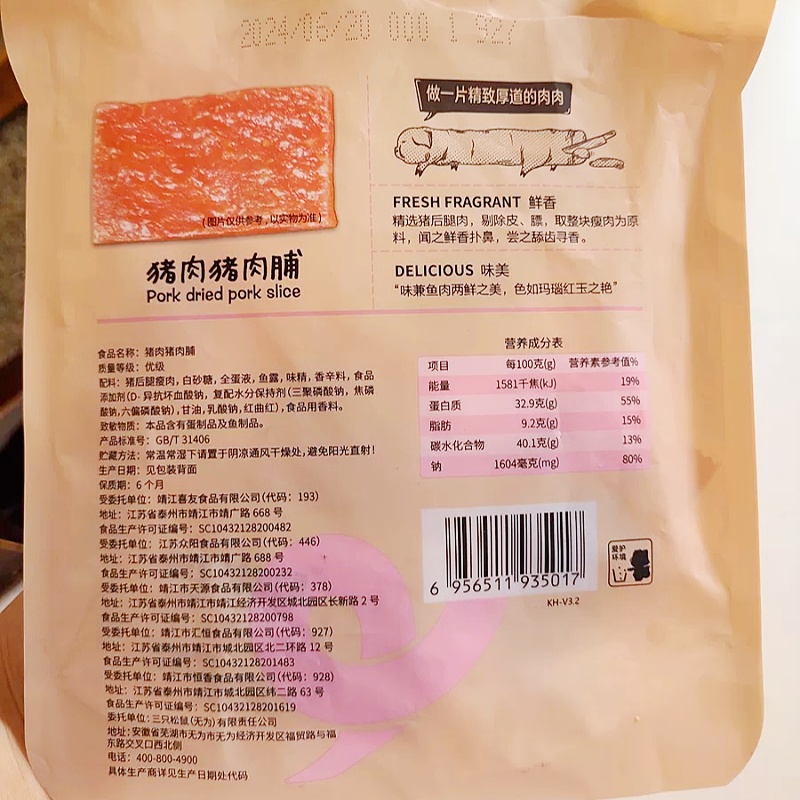 2024/06/20 000 1 927
做一片精致厚道的肉肉
(图片仅供参考,以实物为准)
猪肉猪肉脯
Pork dried pork slice
FRESH FRAGRANT 鲜香
精选猪后腿肉，剔除皮、膘，取整块瘦肉为原
料，闻之鲜香扑鼻，尝之舔齿寻香。
DELICIOUS 味美
“味兼鱼肉两鲜之美，色如玛瑙红玉之艳”
食品名称：猪肉猪肉脯
质量等级：优级
配料：猪后腿瘦肉，白砂糖，全蛋液，鱼露，味精，香辛料，食品
添加剂(D-异抗坏血酸钠，复配水分保持剂(三聚磷酸钠，焦磷
酸钠,六偏磷酸钠),甘油,乳酸钠,红曲红),食品用香料。
致敏物质：本品含有蛋制品及鱼制品。
产品标准号：GB/T 31406
贮藏方法：常温常湿下请置于阴凉通风干燥处,避免阳光直射!
生产日期：见包装背面
保质期：6 个月
受委托单位：靖江喜友食品有限公司(代码：193)
地址：江苏省泰州市靖江市靖广路 668 号
食品生产许可证编号：SC10432128200482
受委托单位：江苏众阳食品有限公司(代码：446)
地址：江苏省泰州市靖江市靖广路 688 号
食品生产许可证编号：SC10432128200232
受委托单位：靖江市天源食品有限公司(代码：378)
地址：江苏省泰州市靖江市靖江经济开发区城北园区长新路 2 号
食品生产许可证编号：SC10432128200798
受委托单位：靖江市汇恒食品有限公司(代码：927)
地址：江苏省泰州市靖江市城北园区北二环路 12 号
食品生产许可证编号：SC10432128201483
受委托单位：靖江市恒香食品有限公司(代码：928)
地址：江苏省泰州市靖江市城北园区纬二路 63 号
食品生产许可证编号：SC10432128201619
委托单位:三只松鼠(无为)有限责任公司
地址:安徽省芜湖市无为市无为经济开发区福贸路与福
东路交叉口西北侧
电话：400-800-4900
具体生产商详见生产日期处代码
营养成分表
项目 每100克(g) 营养素参考值%
能量 1581千焦(kJ) 19%
蛋白质 32.9克(g) 55%
脂肪 9.2克(g) 15%
碳水化合物 40.1克(g) 13%
钠 1604毫克(mg) 80%
6 956511 935017
爱护
环境
KH-V3.2